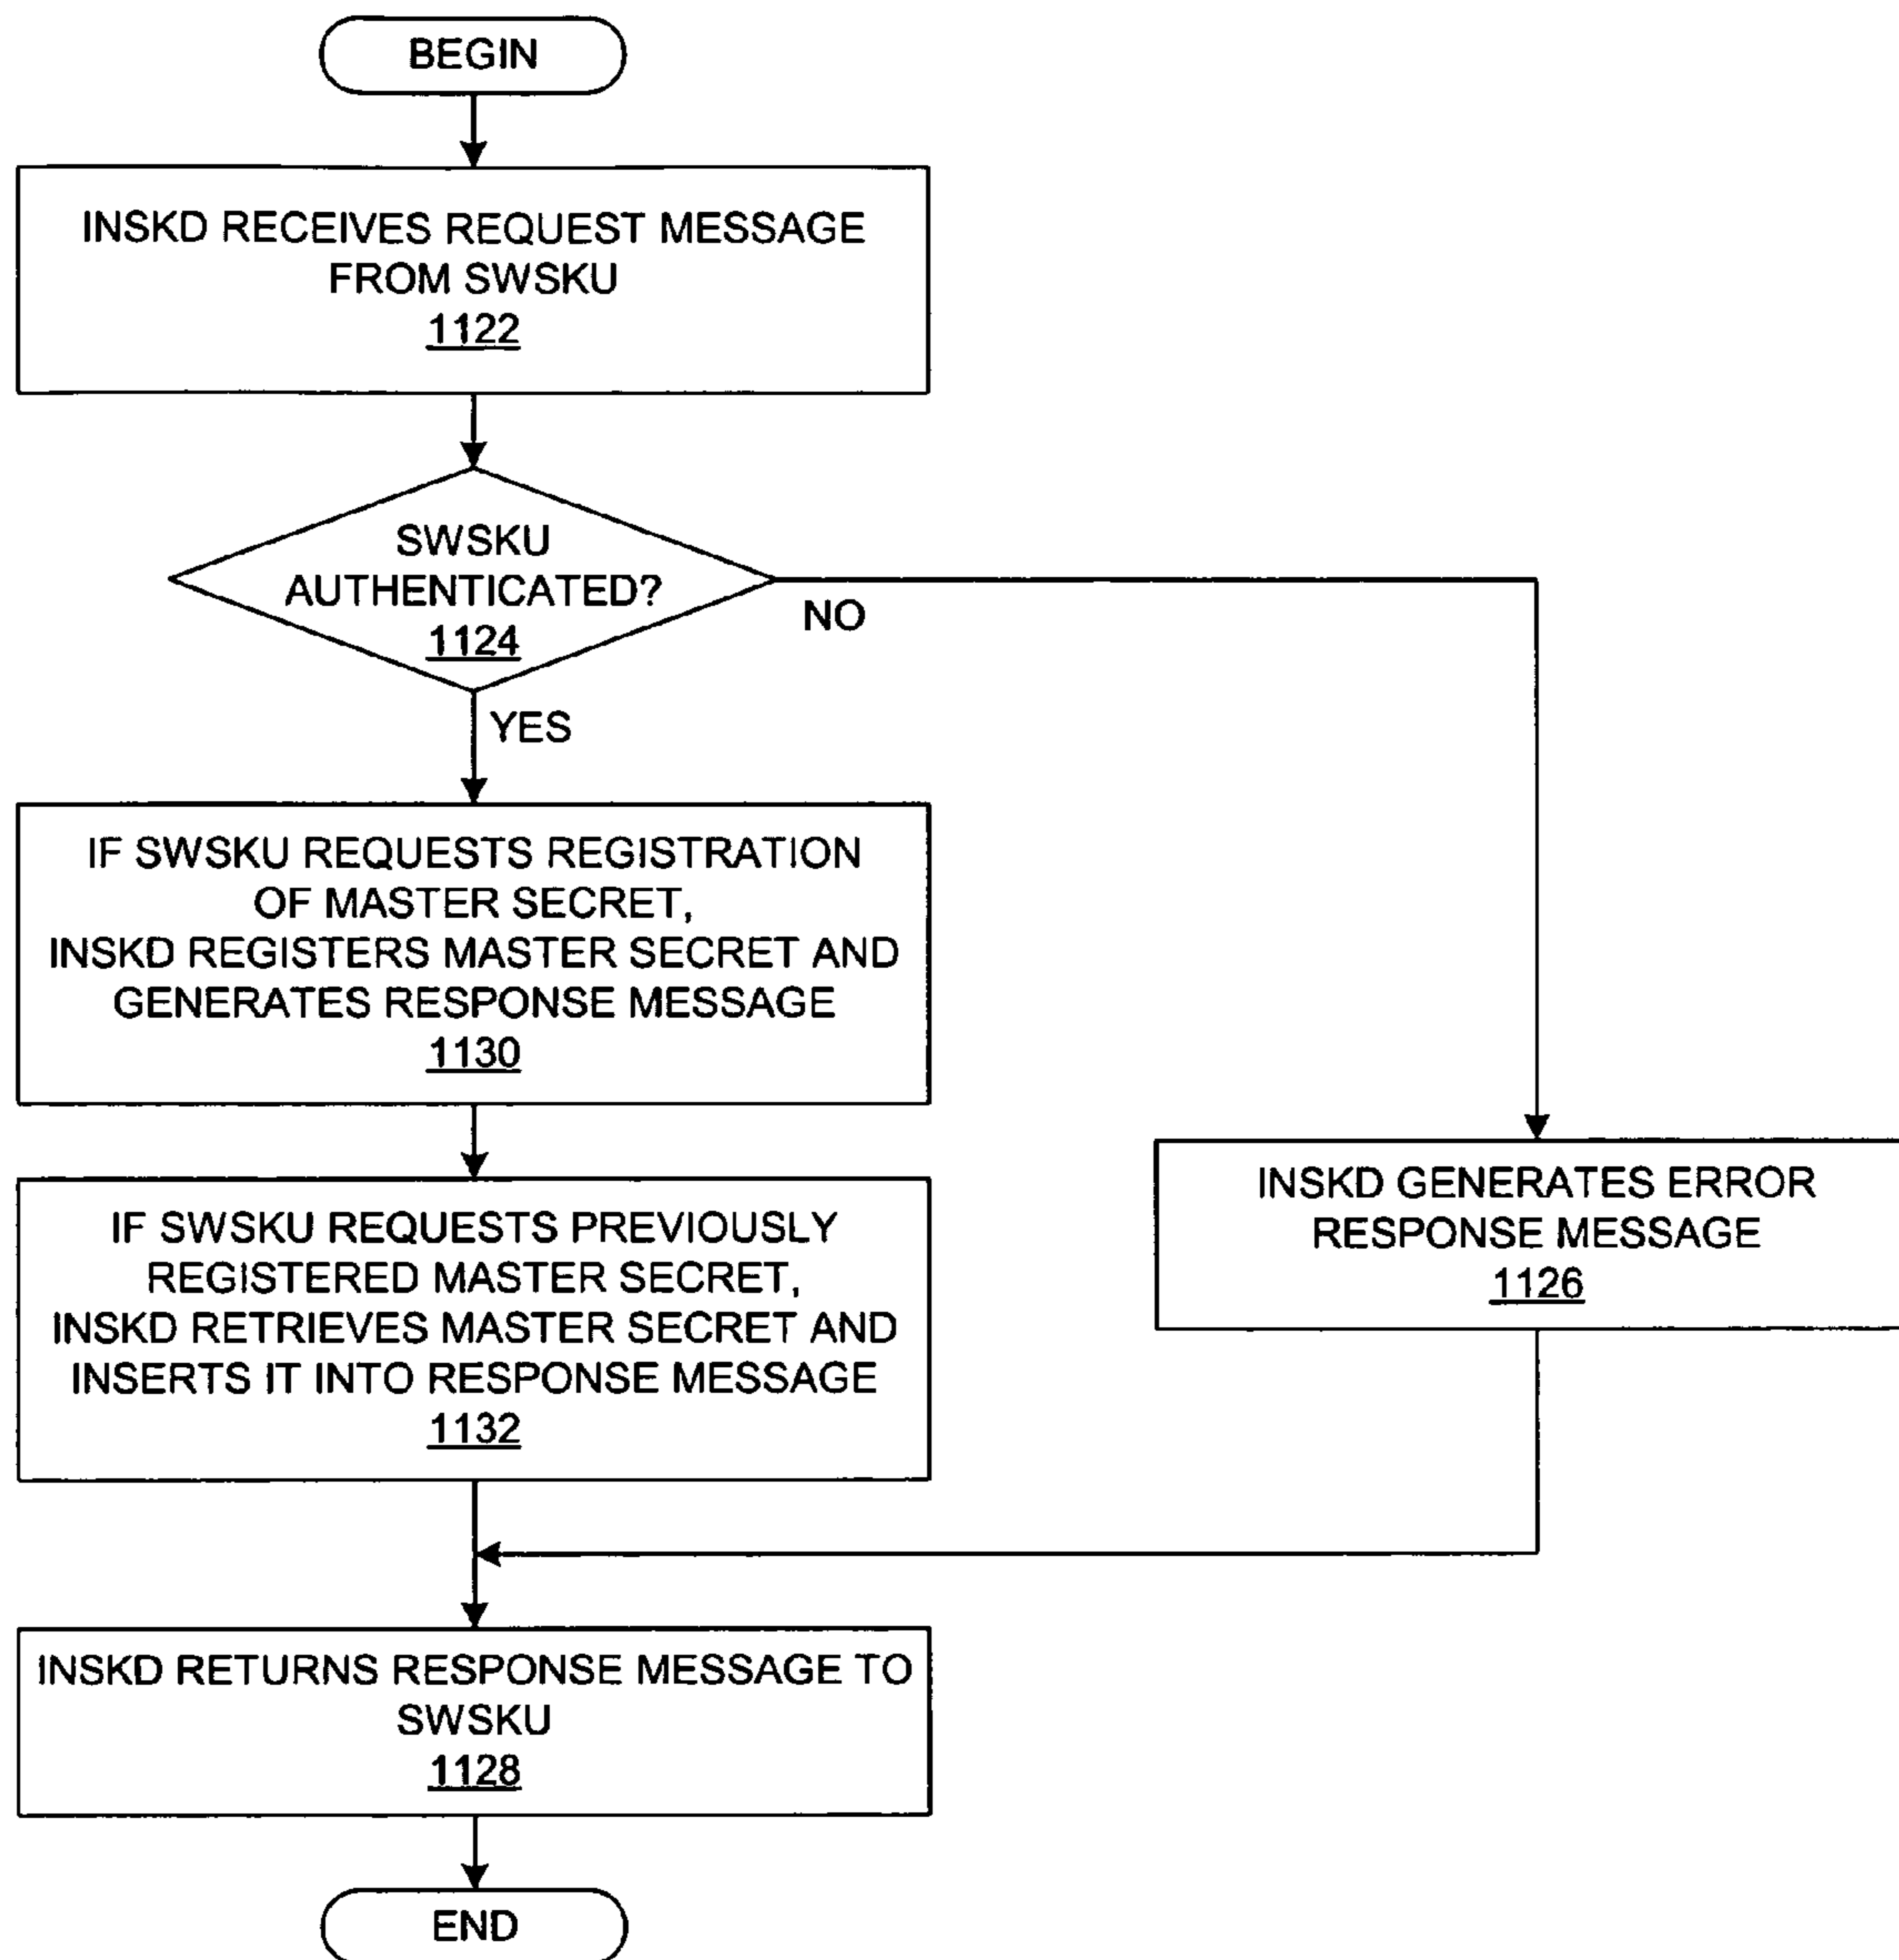 BEGIN
INSKD RECEIVES REQUEST MESSAGE
FROM SWSKU
1122
SWSKU
AUTHENTICATED?
1124
NO
YES
IF SWSKU REQUESTS REGISTRATION
OF MASTER SECRET,
INSKD REGISTERS MASTER SECRET AND
GENERATES RESPONSE MESSAGE
1130
IF SWSKU REQUESTS PREVIOUSLY
REGISTERED MASTER SECRET,
INSKD RETRIEVES MASTER SECRET AND
INSERTS IT INTO RESPONSE MESSAGE
1132
INSKD GENERATES ERROR
RESPONSE MESSAGE
1126
INSKD RETURNS RESPONSE MESSAGE TO
SWSKU
1128
END